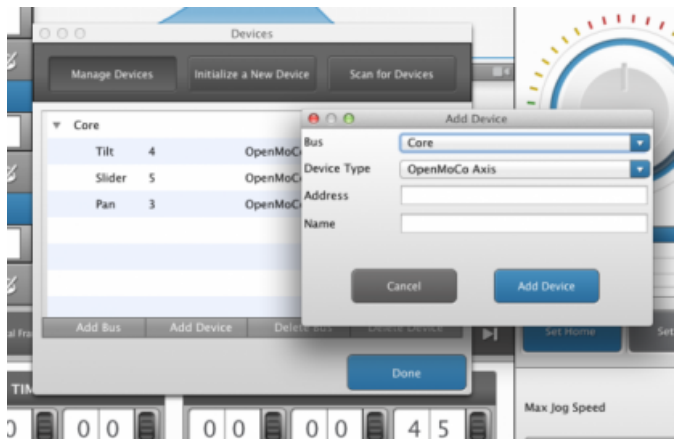 Devices
Manage Devices
Initialize a New Device
Scan for Devices
Core
Tilt 4 OpenMoCo
Slider 5 OpenMoCo
Pan 3 OpenMoCo
Add Bus
Add Device
Delete Bus
Delete Device
Done
Add Device
Bus
Core
Device Type
OpenMoCo Axis
Address
Name
Cancel
Add Device
Set Home
Set
Max Jog Speed
0 0 0 0 0 0 0 4 5